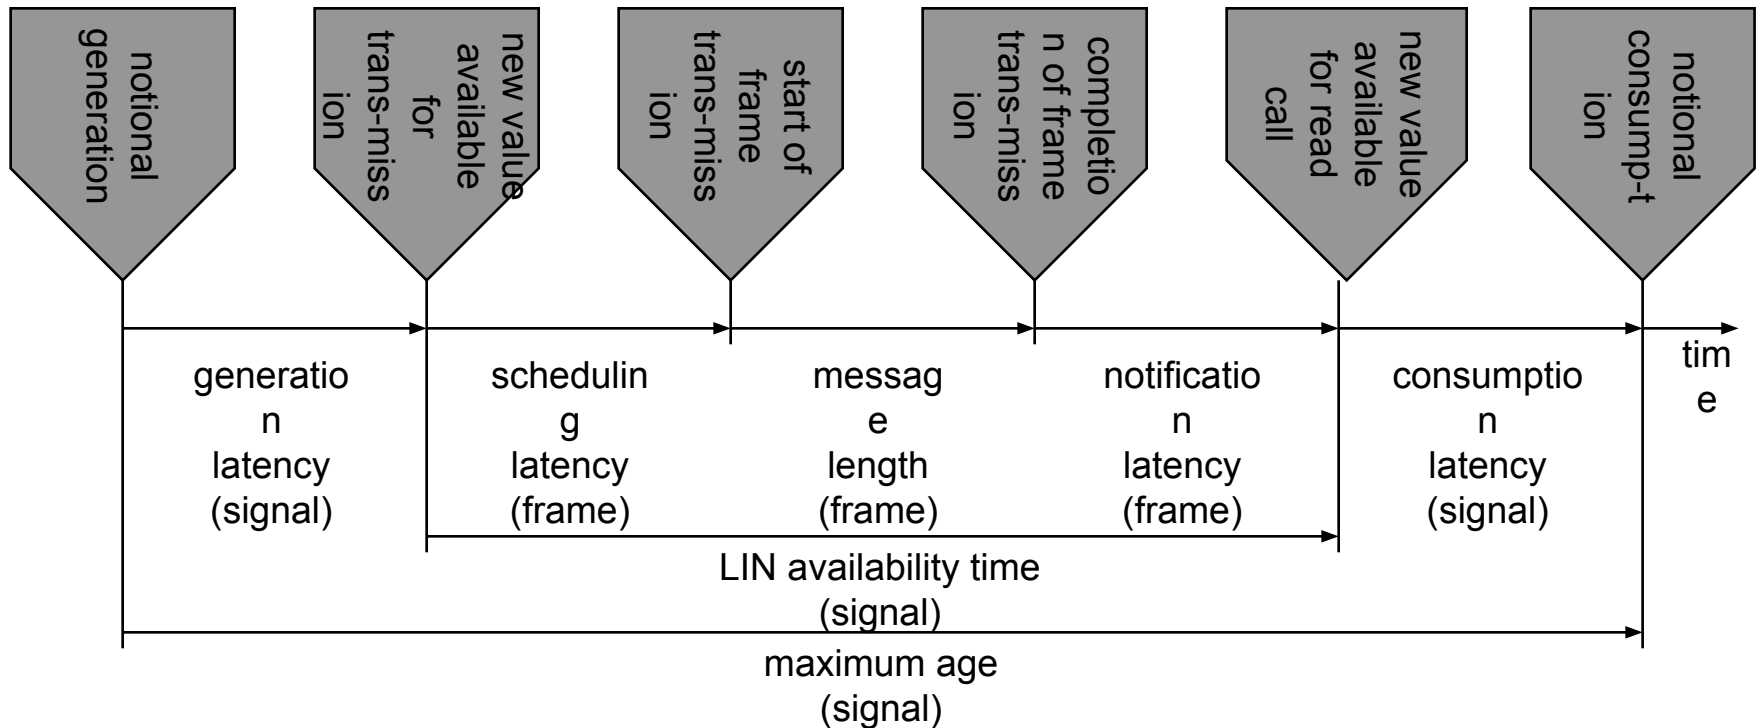 notional
generation
new value
available
for
trans-miss
ion
start of
frame
trans-miss
ion
completio
n of frame
trans-miss
ion
new value
available
for read
call
notional
consump-t
ion
generatio
n
latency
(signal)
schedulin
g
latency
(frame)
messag
e
length
(frame)
notificatio
n
latency
(frame)
consumptio
n
latency
(signal)
tim
e
LIN availability time
(signal)
maximum age
(signal)